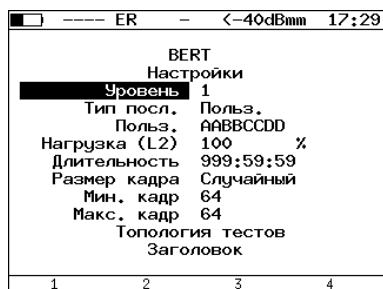 ---- ER – <-40dBmm 17:29
BERT
Настройки
Уровень 1
Тип посл. Польз.
Польз. AABBCCDD
Нагрузка (L2) 100 %
Длительность 999:59:59
Размер кадра Случайный
Мин. кадр 64
Макс. кадр 64
Топология тестов
Заголовок
1 2 3 4